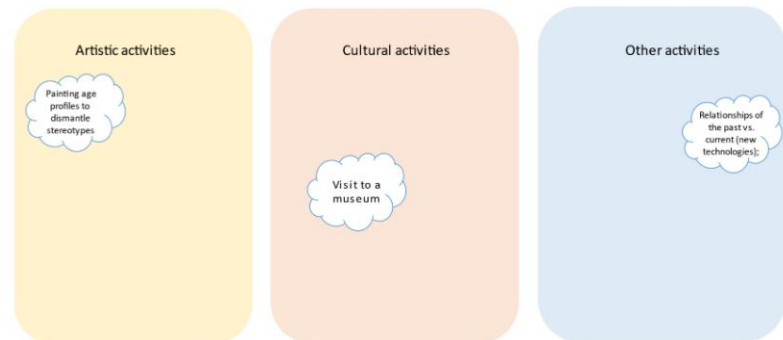 Artistic activities
Painting age
profiles to
dismantle
stereotypes
Cultural activities
Visit to a
museum
Other activities
Relationships of
the past vs.
current (new
technologies);